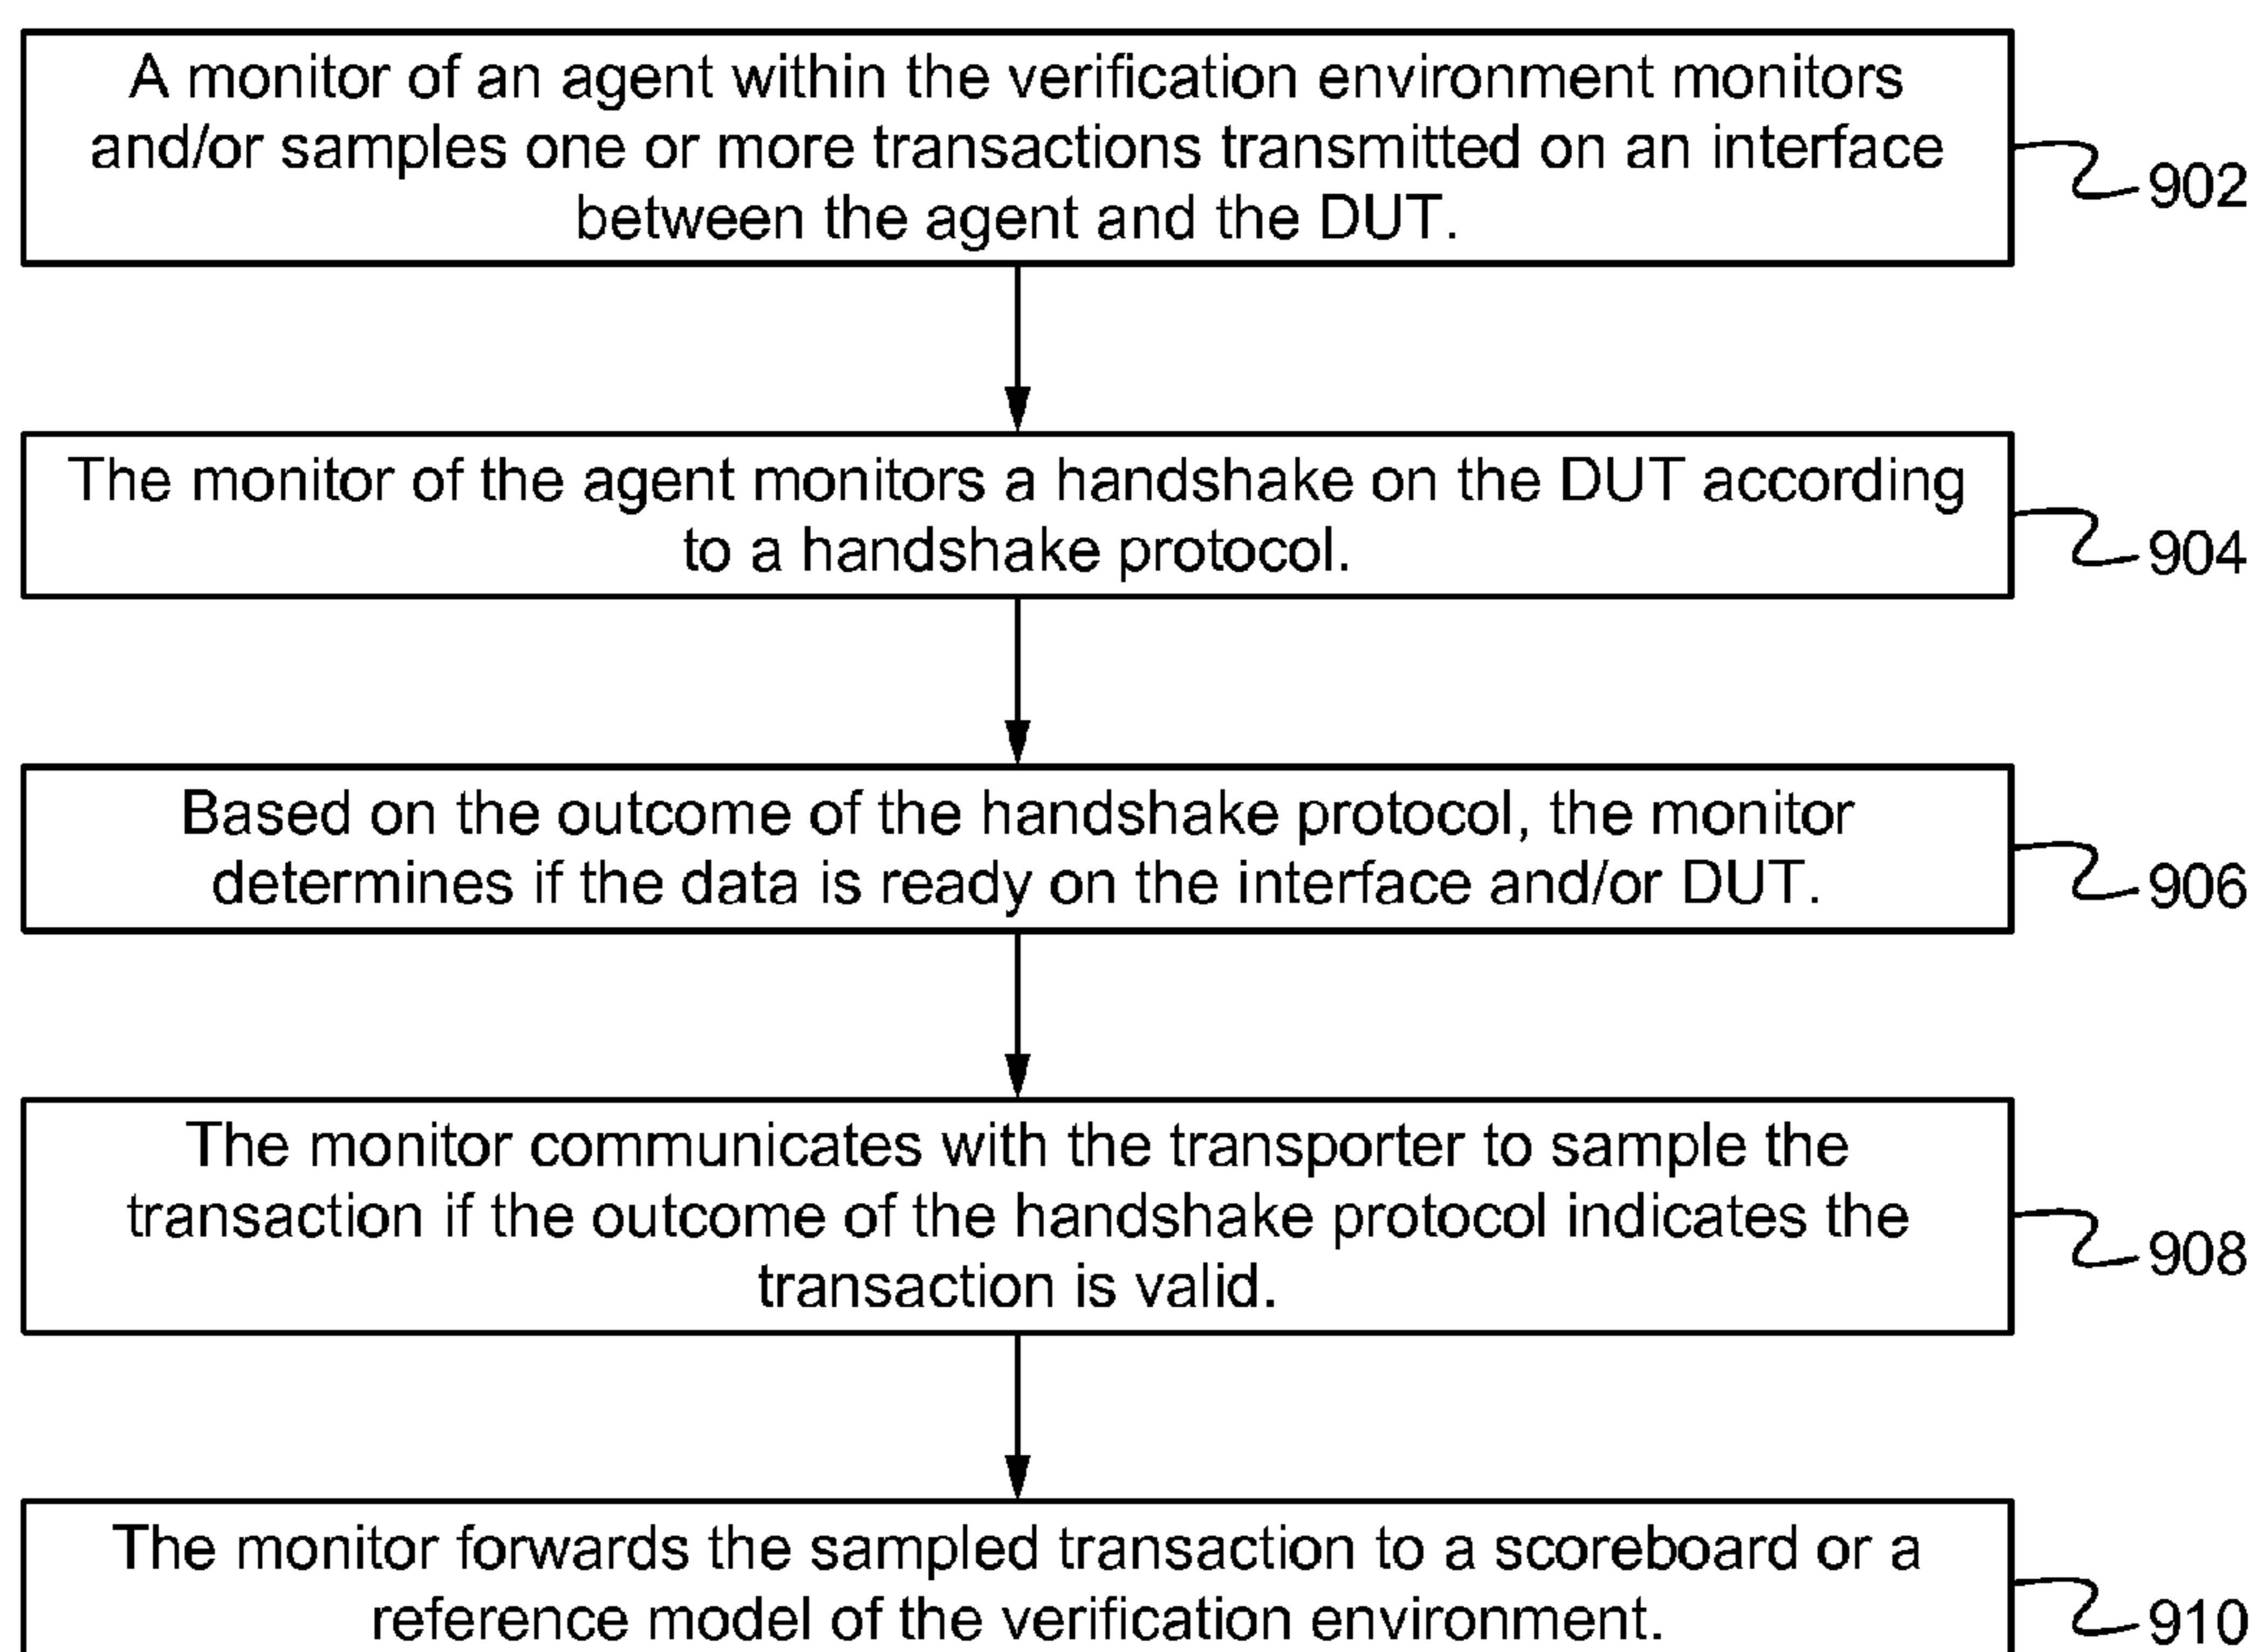 A monitor of an agent within the verification environment monitors
and/or samples one or more transactions transmitted on an interface
between the agent and the DUT.
902
The monitor of the agent monitors a handshake on the DUT according
to a handshake protocol.
904
Based on the outcome of the handshake protocol, the monitor
determines if the data is ready on the interface and/or DUT.
906
The monitor communicates with the transporter to sample the
transaction if the outcome of the handshake protocol indicates the
transaction is valid.
908
The monitor forwards the sampled transaction to a scoreboard or a
reference model of the verification environment.
910